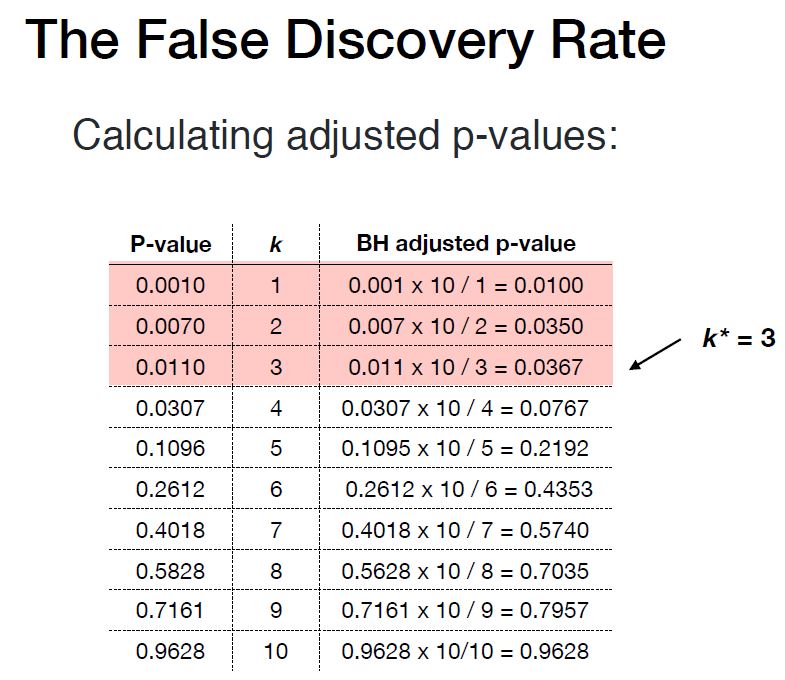 The False Discovery Rate
Calculating adjusted p-values:
P-value k BH adjusted p-value
0.0010 1 0.001 x 10 / 1 = 0.0100
0.0070 2 0.007 x 10 / 2 = 0.0350
0.0110 3 0.011 x 10 / 3 = 0.0367
k* = 3
0.0307 4 0.0307 x 10 / 4 = 0.0767
0.1096 5 0.1095 x 10 / 5 = 0.2192
0.2612 6 0.2612 x 10 / 6 = 0.4353
0.4018 7 0.4018 x 10 / 7 = 0.5740
0.5828 8 0.5628 x 10 / 8 = 0.7035
0.7161 9 0.7161 x 10 / 9 = 0.7957
0.9628 10 0.9628 x 10/10 = 0.9628